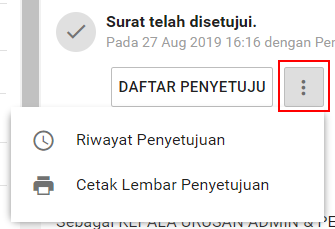 Surat telah disetujui.
Pada 27 Aug 2019 16:16 dengan Per
DAFTAR PENYETUJU
Riwayat Penyetujuan
Cetak Lembar Penyetujuan
Sebagai KEPALA URUSAN ADMIN & PE